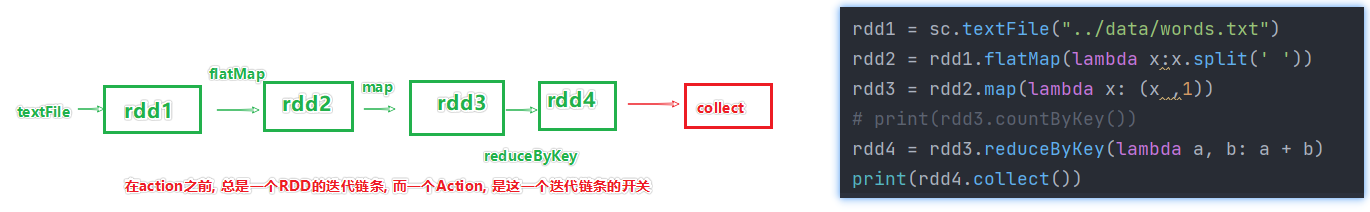 flatMap
map
textFile
rdd1
rdd2
rdd3
rdd4
collect
reduceByKey
在action之前, 总是一个RDD的迭代链条, 而一个Action, 是这一个迭代链条的开关
rdd1 = sc.textFile("../data/words.txt")
rdd2 = rdd1.flatMap(lambda x:x.split(' '))
rdd3 = rdd2.map(lambda x: (x ,1))
# print(rdd3.countByKey())
rdd4 = rdd3.reduceByKey(lambda a, b: a + b)
print(rdd4.collect())